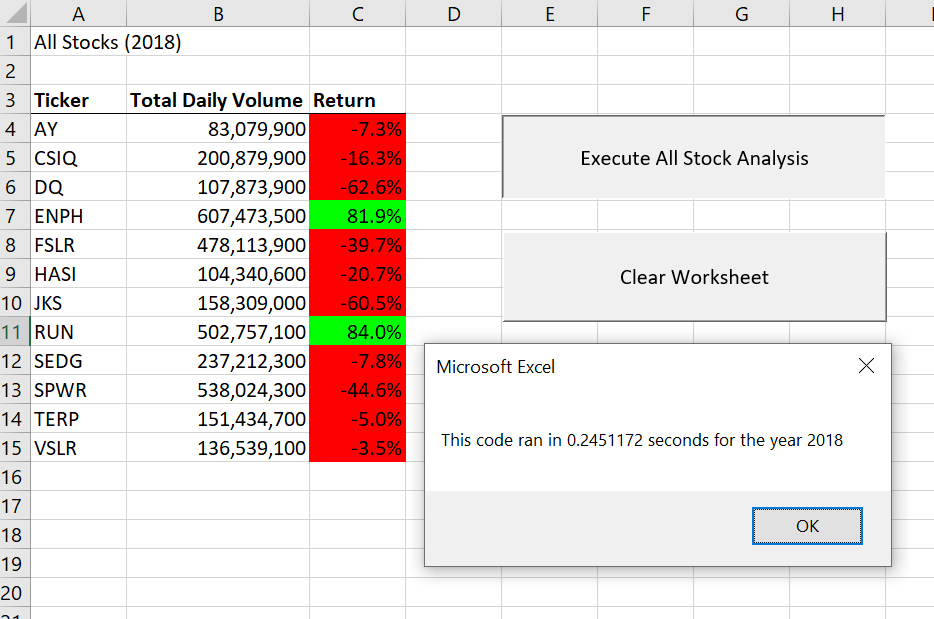 A B C D E F G H
1 All Stocks (2018)
2
3 Ticker Total Daily Volume Return
4 AY 83,079,900 -7.3%
5 CSIQ 200,879,900 -16.3%
6 DQ 107,873,900 -62.6%
7 ENPH 607,473,500 81.9%
8 FSLR 478,113,900 -39.7%
9 HASI 104,340,600 -20.7%
10 JKS 158,309,000 -60.5%
11 RUN 502,757,100 84.0%
12 SEDG 237,212,300 -7.8%
13 SPWR 538,024,300 -44.6%
14 TERP 151,434,700 -5.0%
15 VSLR 136,539,100 -3.5%
16
17
18
19
20
Execute All Stock Analysis
Clear Worksheet
Microsoft Excel
This code ran in 0.2451172 seconds for the year 2018
OK